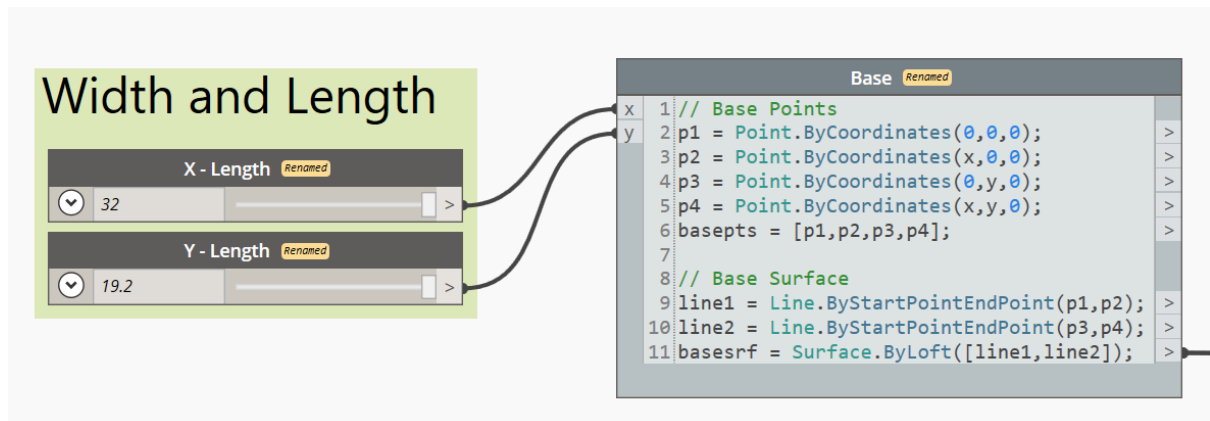 Width and Length
X - Length Renamed
32
>
Y - Length Renamed
19.2
>
Base Renamed
x
y
1 // Base Points
2 p1 = Point.ByCoordinates(0,0,0); >
3 p2 = Point.ByCoordinates(x,0,0); >
4 p3 = Point.ByCoordinates(0,y,0); >
5 p4 = Point.ByCoordinates(x,y,0); >
6 basepts = [p1,p2,p3,p4]; >
7
8 // Base Surface
9 line1 = Line.ByStartPointEndPoint(p1,p2); >
10 line2 = Line.ByStartPointEndPoint(p3,p4); >
11 basesrf = Surface.ByLoft([line1,line2]); >